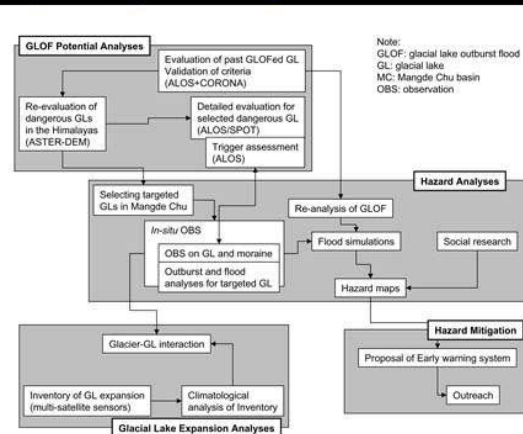 GLOF Potential Analyses
Evaluation of past GLOFed GL
Validation of criteria
(ALOS+CORONA)
Note:
GLOF: glacial lake outburst flood
GL: glacial lake
MC: Mangde Chu basin
OBS: observation
Re-evaluation of
dangerous GLs
in the Himalayas
(ASTER-DEM)
Detailed evaluation for
selected dangerous GL
(ALOS/SPOT)
Trigger assessment
(ALOS)
Hazard Analyses
Selecting targeted
GLs in Mangde Chu
Re-analysis of GLOF
In-situ OBS
OBS on GL and moraine
Outburst and flood
analyses for targeted GL
Flood simulations
Social research
Hazard maps
Hazard Mitigation
Glacier-GL interaction
Proposal of Early warning system
Inventory of GL expansion
(multi-satellite sensors)
Climatological
analysis of Inventory
Outreach
Glacial Lake Expansion Analyses